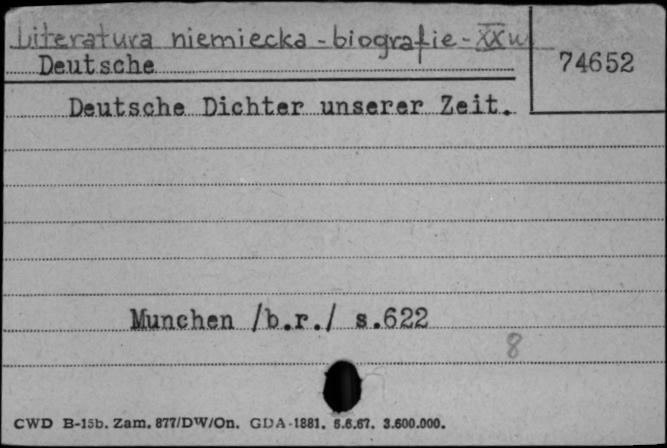 Literatura niemiecka - biografie - XX w
Deutsche
74652
Deutsche Dichter unserer Zeit.
Munchen /b.r./ s.622
8
CWD B-15b. Zam. 877/DW/On. GDA-1881. 5.6.67. 3.600.000.